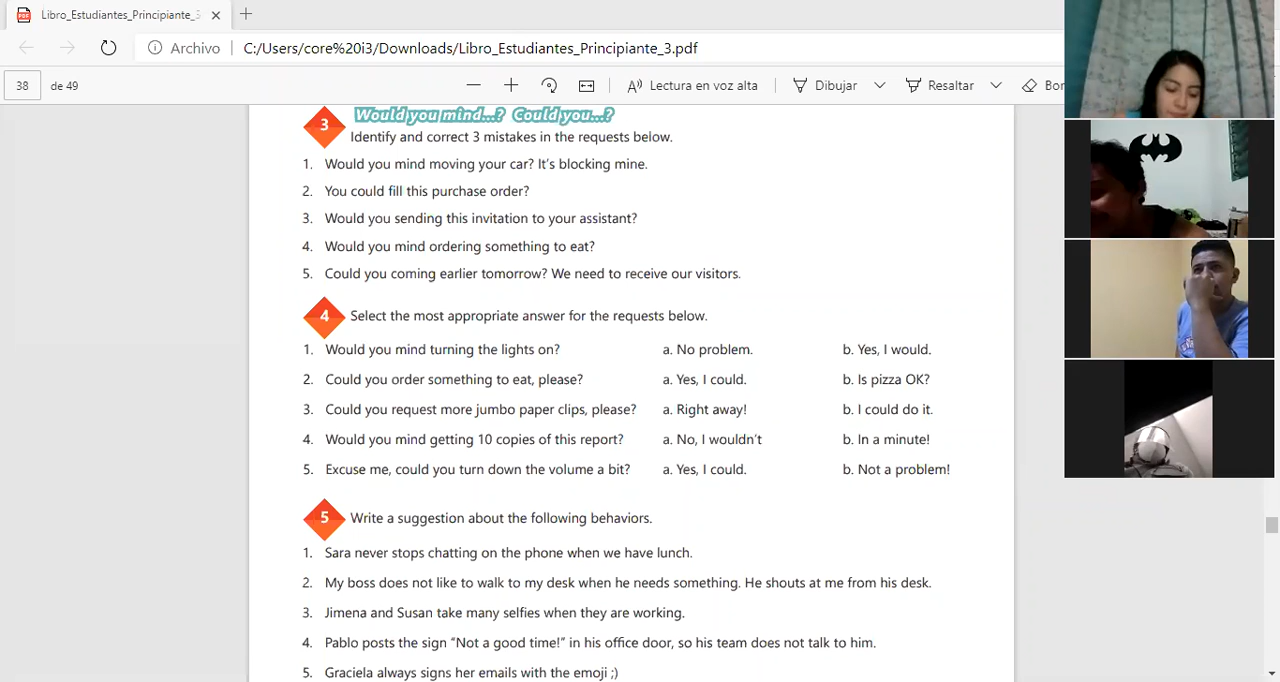 Libro_Estudiantes_Principiante_3
Archivo C:/Users/core%20i3/Downloads/Libro_Estudiantes_Principiante_3.pdf
38 de 49 Lectura en voz alta Dibujar Resaltar Bor
3 Would you mind...? Could you...?
Identify and correct 3 mistakes in the requests below.
1. Would you mind moving your car? It's blocking mine.
2. You could fill this purchase order?
3. Would you sending this invitation to your assistant?
4. Would you mind ordering something to eat?
5. Could you coming earlier tomorrow? We need to receive our visitors.
4 Select the most appropriate answer for the requests below.
1. Would you mind turning the lights on? a. No problem. b. Yes, I would.
2. Could you order something to eat, please? a. Yes, I could. b. Is pizza OK?
3. Could you request more jumbo paper clips, please? a. Right away! b. I could do it.
4. Would you mind getting 10 copies of this report? a. No, I wouldn't b. In a minute!
5. Excuse me, could you turn down the volume a bit? a. Yes, I could. b. Not a problem!
5 Write a suggestion about the following behaviors.
1. Sara never stops chatting on the phone when we have lunch.
2. My boss does not like to walk to my desk when he needs something. He shouts at me from his desk.
3. Jimena and Susan take many selfies when they are working.
4. Pablo posts the sign "Not a good time!" in his office door, so his team does not talk to him.
5. Graciela always signs her emails with the emoji ;)